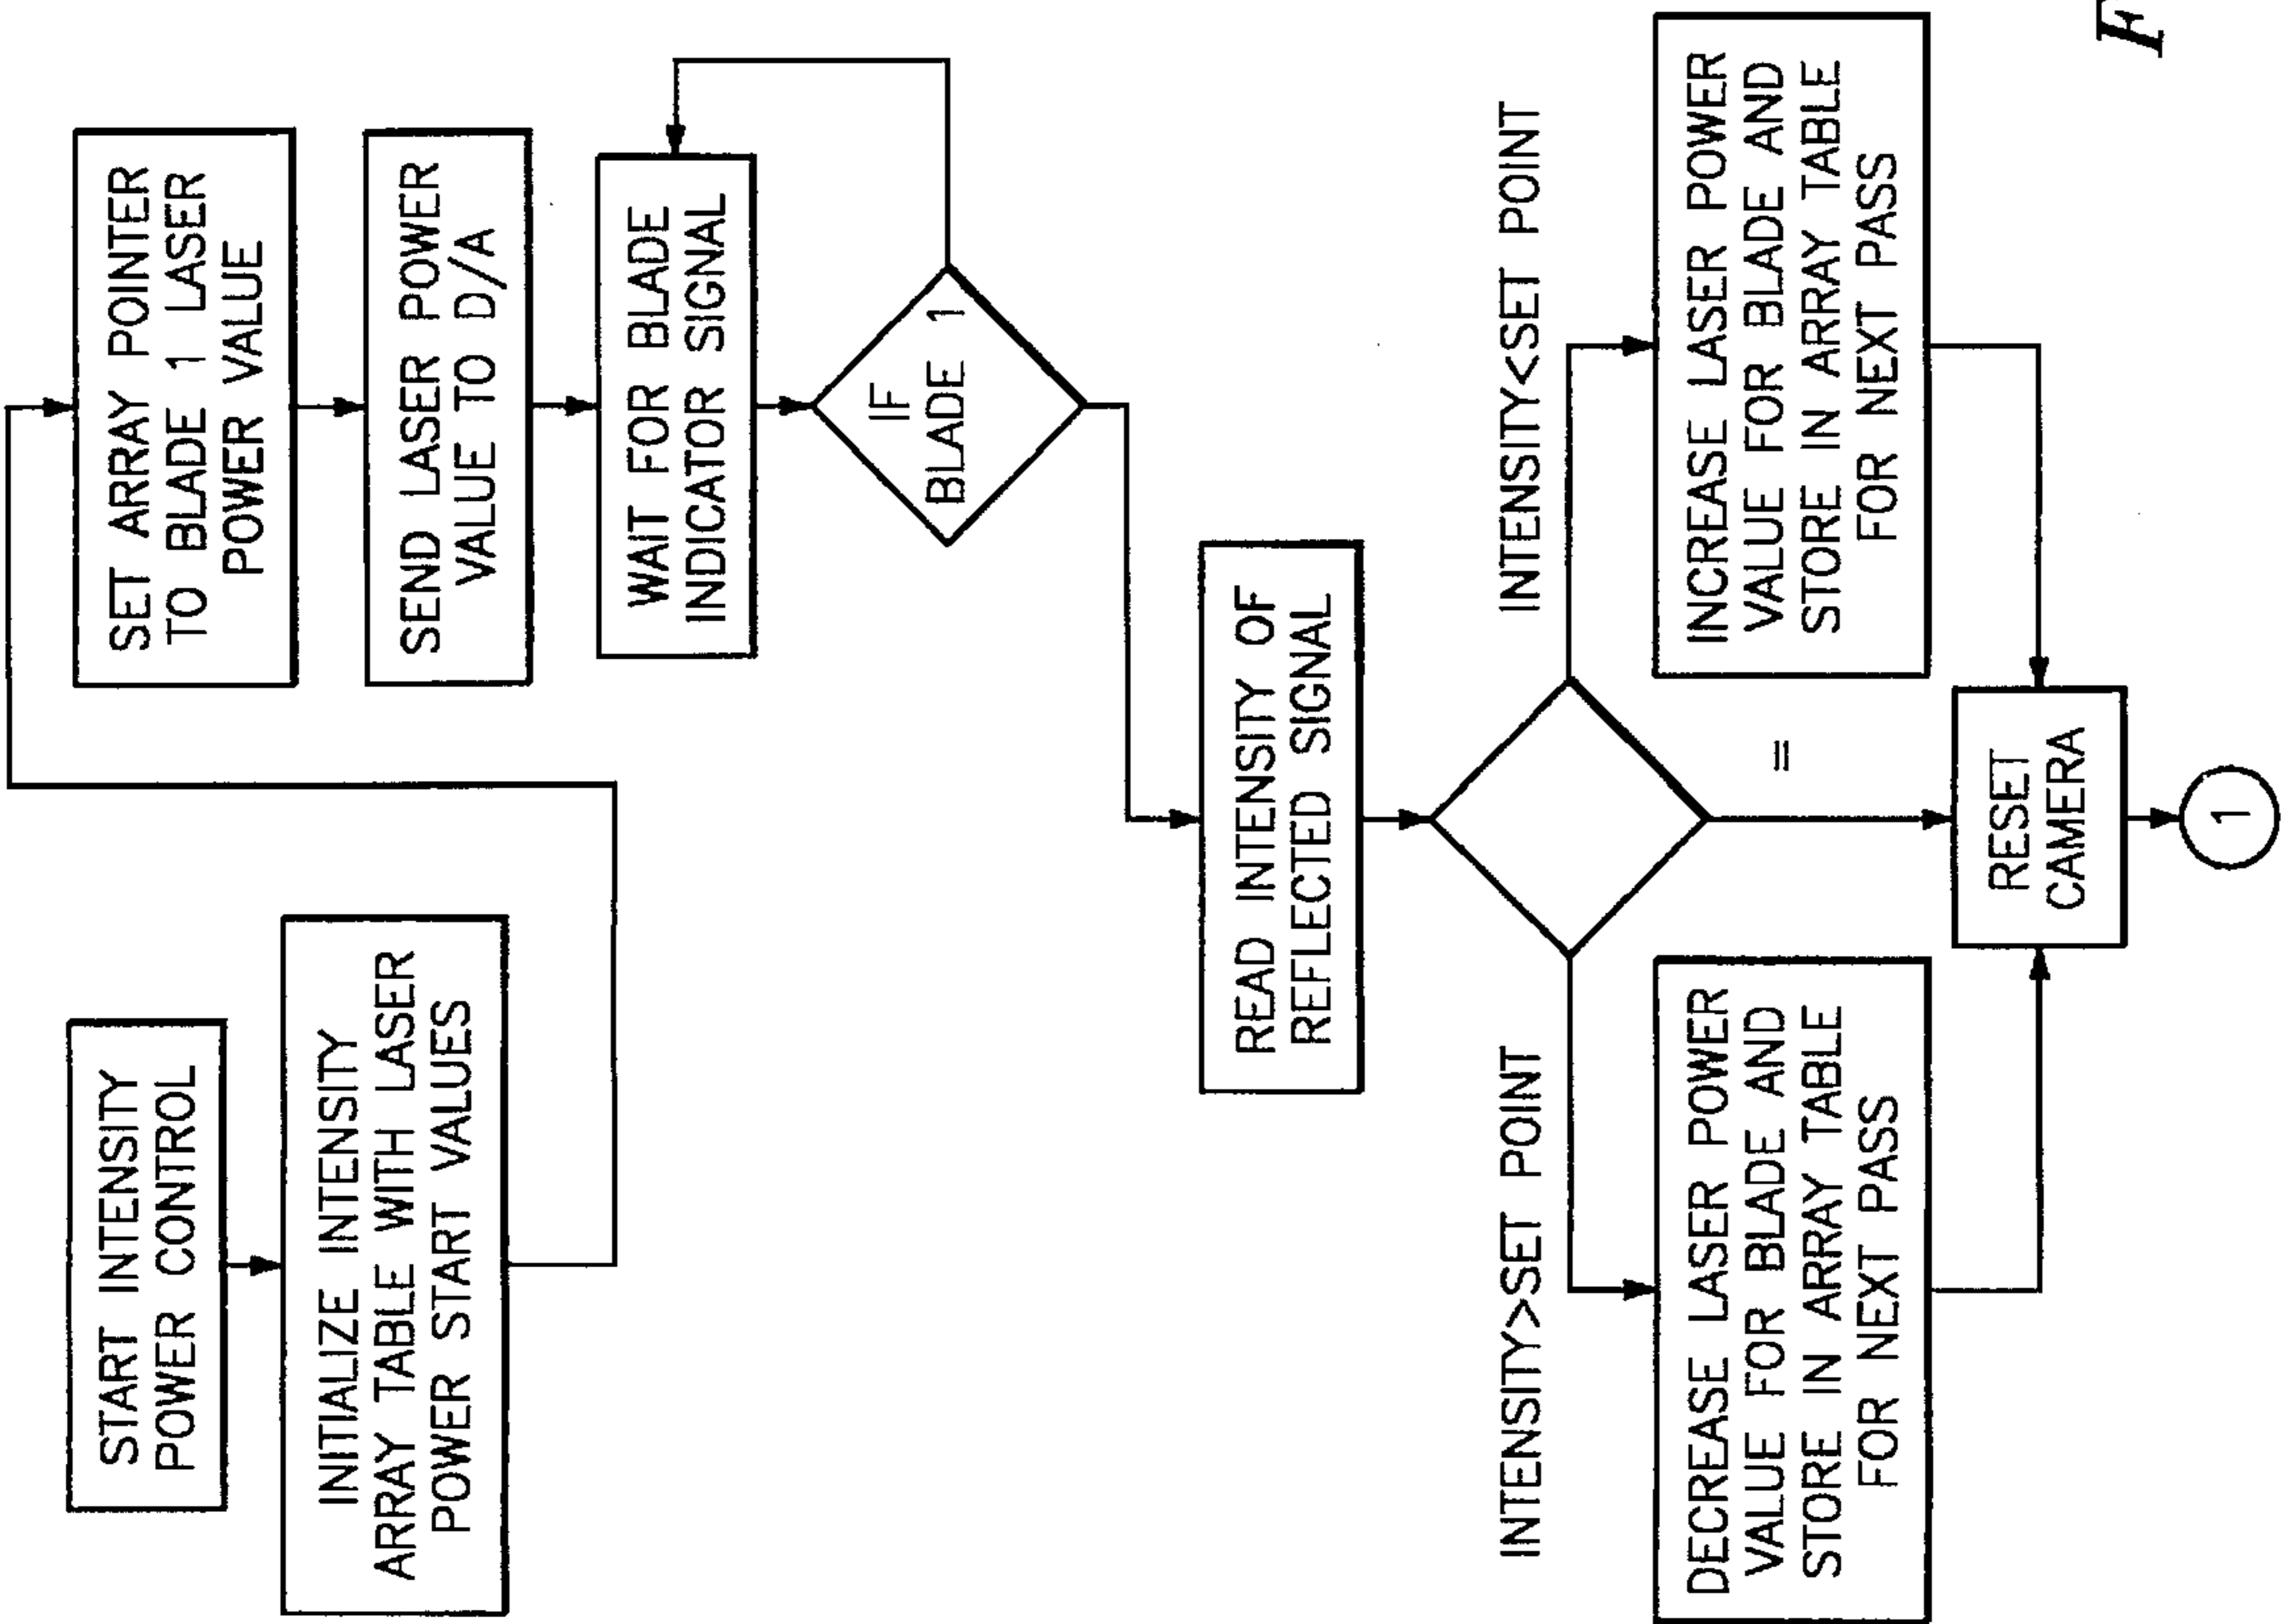 START INTENSITY
POWER CONTROL
INITIALIZE INTENSITY
ARRAY TABLE WITH LASER
POWER START VALUES
SET ARRAY POINTER
TO BLADE 1 LASER
POWER VALUE
SEND LASER POWER
VALUE TO D/A
WAIT FOR BLADE
INDICATOR SIGNAL
IF
BLADE 1
READ INTENSITY OF
REFLECTED SIGNAL
INTENSITY>SET POINT
INTENSITY<SET POINT
=
DECREASE LASER POWER
VALUE FOR BLADE AND
STORE IN ARRAY TABLE
FOR NEXT PASS
INCREASE LASER POWER
VALUE FOR BLADE AND
STORE IN ARRAY TABLE
FOR NEXT PASS
RESET
CAMERA
1
F